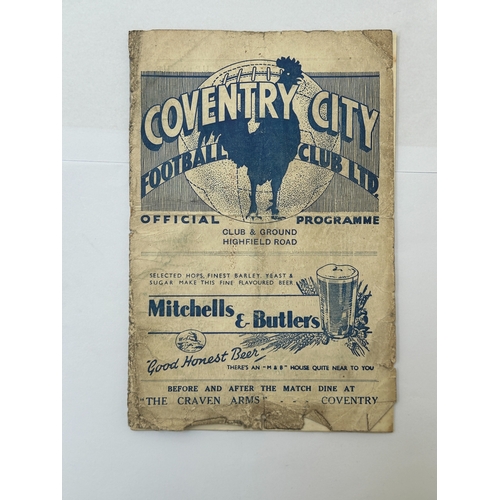 COVENTRY CITY
FOOTBALL CLUB LTD.
OFFICIAL PROGRAMME
CLUB & GROUND
HIGHFIELD ROAD
SELECTED HOPS, FINEST BARLEY, YEAST &
SUGAR MAKE THIS FINE FLAVOURED BEER
Mitchells
& Butlers
"Good Honest Beer"
THERE'S AN "M & B" HOUSE QUITE NEAR TO YOU
BEFORE AND AFTER THE MATCH DINE AT
"THE CRAVEN ARMS" - - - COVENTRY